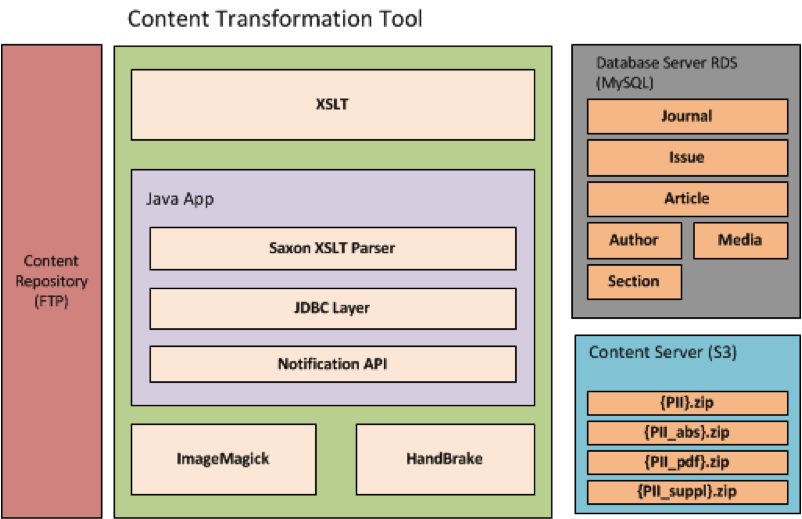 Content Transformation Tool
Content
Repository
(FTP)
XSLT
Java App
Saxon XSLT Parser
JDBC Layer
Notification API
ImageMagick
HandBrake
Database Server RDS
(MySQL)
Journal
Issue
Article
Author
Media
Section
Content Server (S3)
{PII}.zip
{PII_abs}.zip
{PII_pdf}.zip
{PII_suppl}.zip